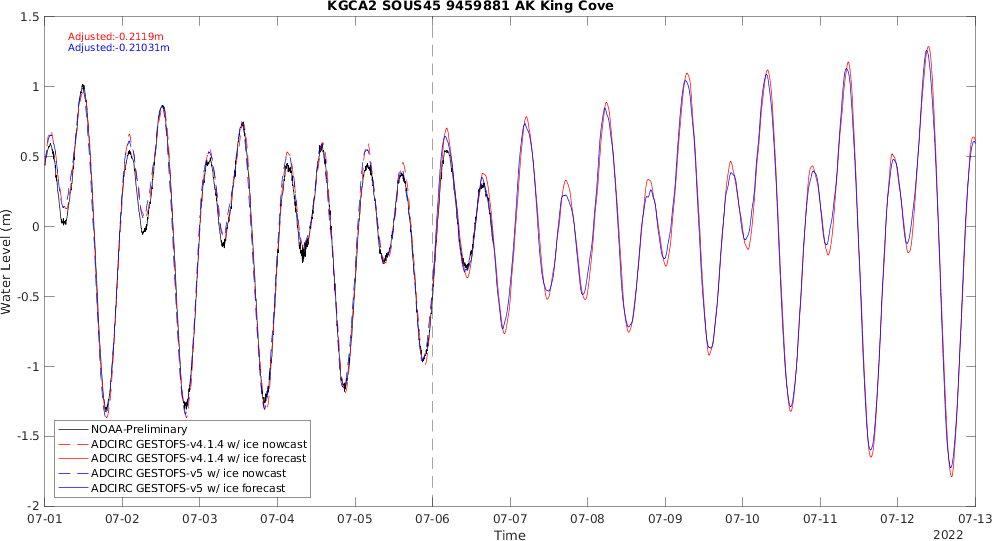 KGCA2 SOUS45 9459881 AK King Cove
Adjusted:-0.2119m
Adjusted:-0.21031m
1.5
1
0.5
0
-0.5
-1
-1.5
-2
Water Level (m)
NOAA-Preliminary
ADCIRC GESTOFS-v4.1.4 w/ ice nowcast
ADCIRC GESTOFS-v4.1.4 w/ ice forecast
ADCIRC GESTOFS-v5 w/ ice nowcast
ADCIRC GESTOFS-v5 w/ ice forecast
07-01 07-02 07-03 07-04 07-05 07-06 07-07 07-08 07-09 07-10 07-11 07-12 07-13
Time
2022